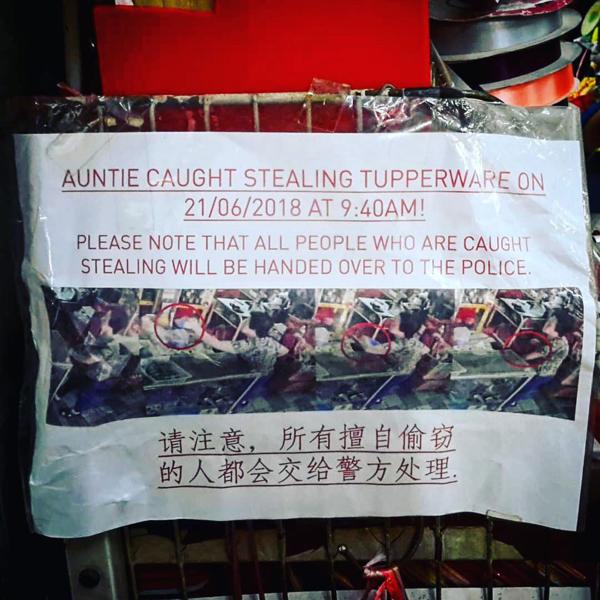 AUNTIE CAUGHT STEALING TUPPERWARE ON
21/06/2018 AT 9:40AM!
PLEASE NOTE THAT ALL PEOPLE WHO ARE CAUGHT
STEALING WILL BE HANDED OVER TO THE POLICE.
请注意，所有擅自偷窃
的人都会交给警方处理.